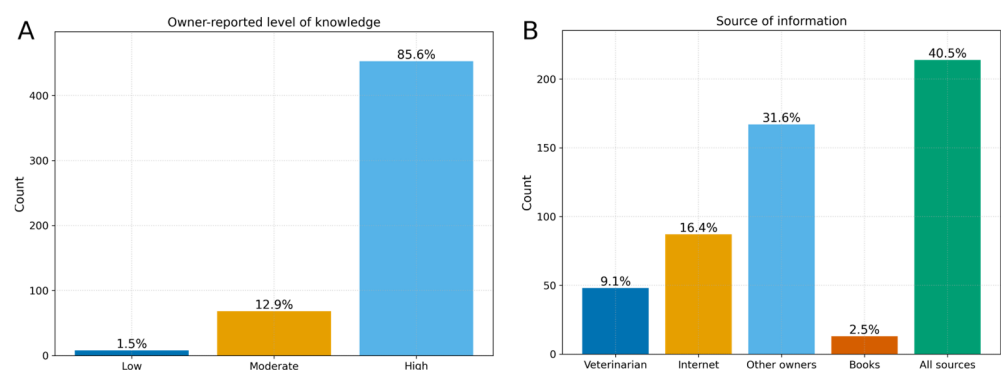 A
Owner-reported level of knowledge
Count
400
300
200
100
0
1.5%
12.9%
85.6%
Low
Moderate
High
B
Source of information
Count
200
150
100
50
0
9.1%
16.4%
31.6%
2.5%
40.5%
Veterinarian
Internet
Other owners
Books
All sources